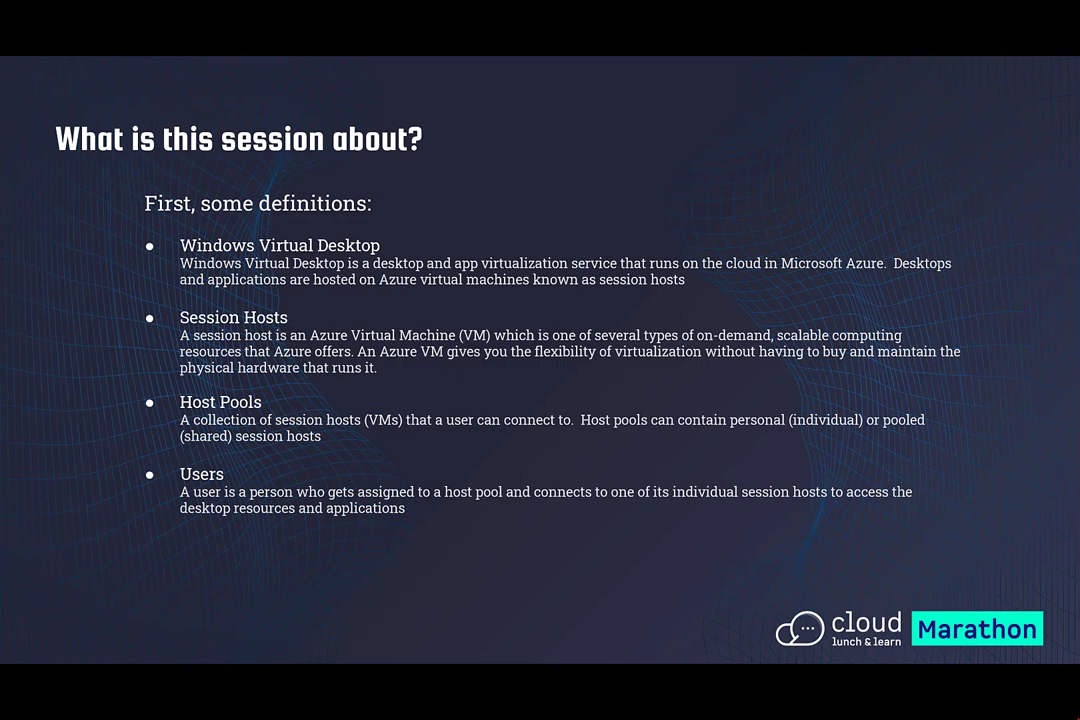 What is this session about?
First, some definitions:
● Windows Virtual Desktop
Windows Virtual Desktop is a desktop and app virtualization service that runs on the cloud in Microsoft Azure.  Desktops
and applications are hosted on Azure virtual machines known as session hosts
● Session Hosts
A session host is an Azure Virtual Machine (VM) which is one of several types of on-demand, scalable computing
resources that Azure offers. An Azure VM gives you the flexibility of virtualization without having to buy and maintain the
physical hardware that runs it.
● Host Pools
A collection of session hosts (VMs) that a user can connect to.  Host pools can contain personal (individual) or pooled
(shared) session hosts
● Users
A user is a person who gets assigned to a host pool and connects to one of its individual session hosts to access the
desktop resources and applications
cloud
lunch & learn
Marathon